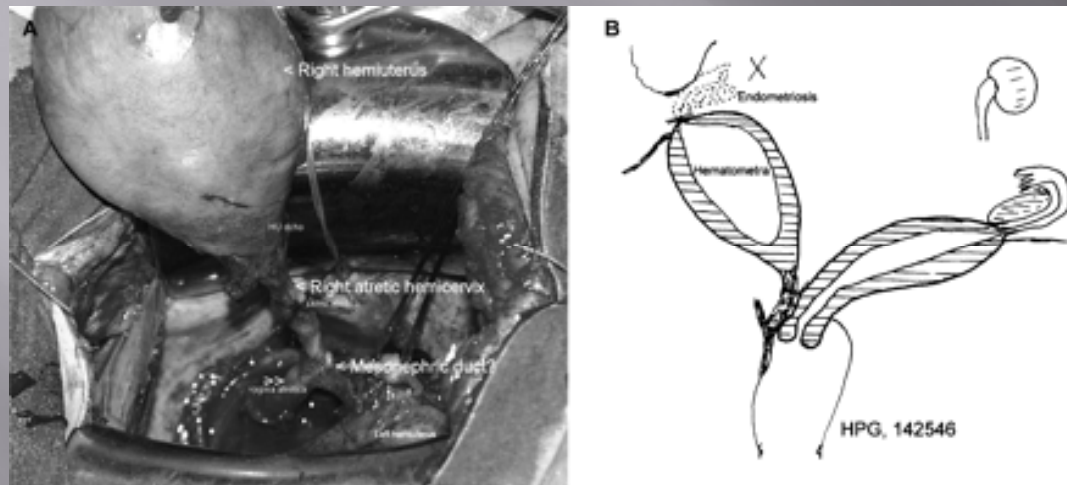 A
< Right hemiuterus
< Right atretic hemicervix
< Mesonephric duct?
>>
Left hemiuterus
B
X
Endometriosis
Hematometra
HPG, 142546